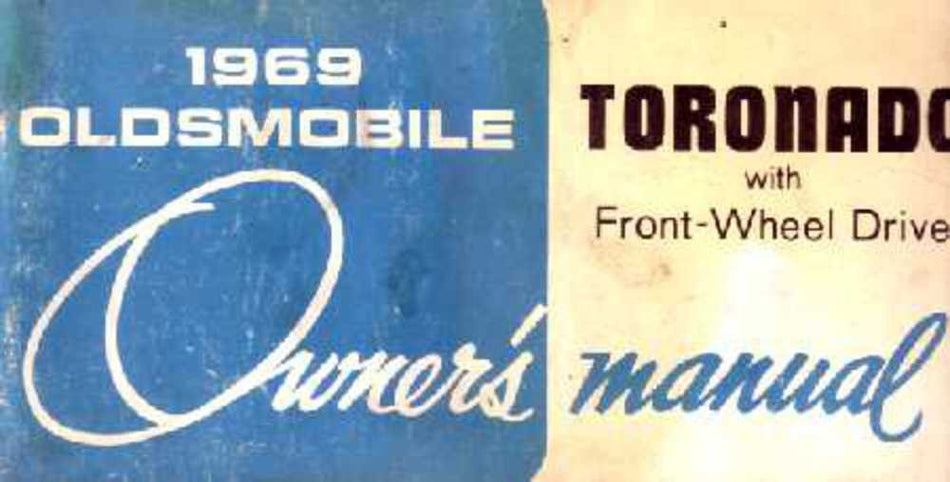 1969
OLDSMOBILE
Owner's manual
TORONADO
with
Front-Wheel Drive